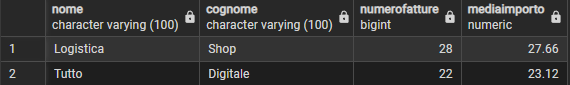 nome cognome numerofatture mediaimporto
character varying (100) character varying (100) bigint numeric
1 Logistica Shop 28 27.66
2 Tutto Digitale 22 23.12